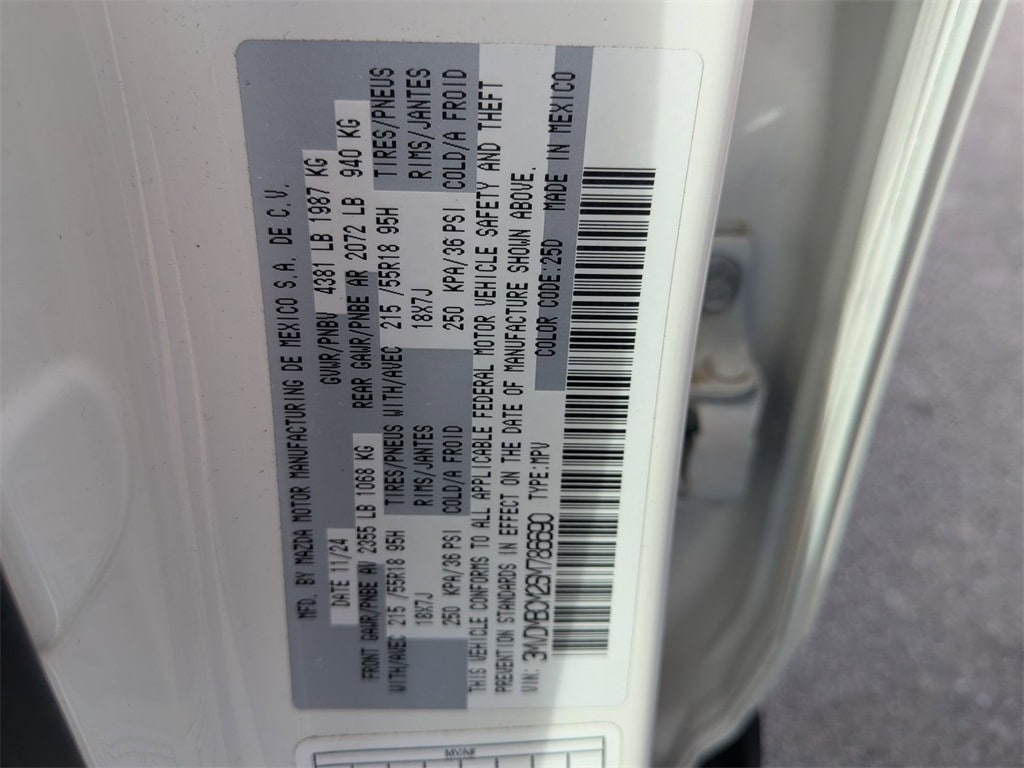 MFD. BY MAZDA MOTOR MANUFACTURING DE MEXICO S.A. DE C.V.
DATE 11/24 GVWR/PNBV 4381 LB 1987 KG
FRONT GAWR/PNBE AV 2355 LB 1068 KG REAR GAWR/PNBE AR 2072 LB 940 KG
WITH/AVEC 215 /55R18 95H TIRES/PNEUS WITH/AVEC 215 /55R18 95H TIRES/PNEUS
18X7J RIMS/JANTES 18X7J RIMS/JANTES
250 KPA/36 PSI COLD/A FROID 250 KPA/36 PSI COLD/A FROID
THIS VEHICLE CONFORMS TO ALL APPLICABLE FEDERAL MOTOR VEHICLE SAFETY AND THEFT
PREVENTION STANDARDS IN EFFECT ON THE DATE OF MANUFACTURE SHOWN ABOVE.
VIN: TYPE:MPV COLOR CODE:25D MADE IN MEXICO